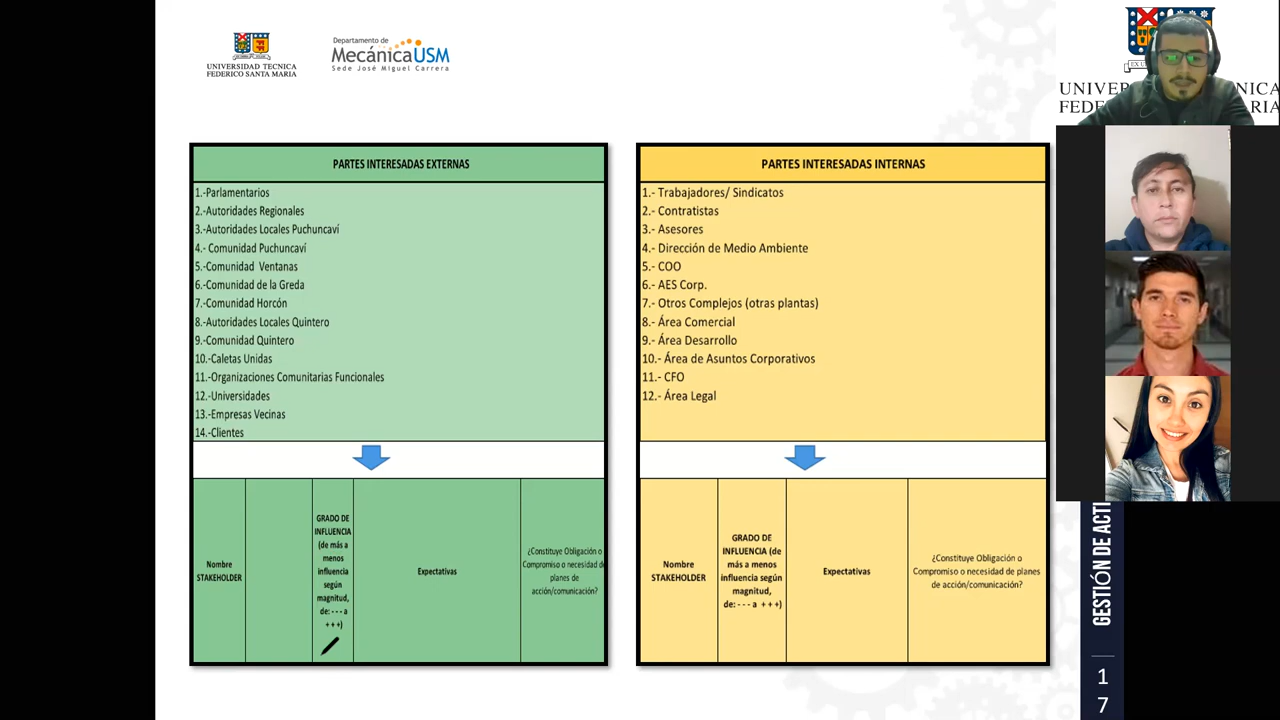 UNIVERSIDAD TECNICA
FEDERICO SANTA MARIA
Departamento de
MecánicaUSM
Sede José Miguel Carrera
PARTES INTERESADAS EXTERNAS
1.-Parlamentarios
2.-Autoridades Regionales
3.-Autoridades Locales Puchuncaví
4.- Comunidad Puchuncaví
5.-Comunidad Ventanas
6.-Comunidad de la Greda
7.-Comunidad Horcón
8.-Autoridades Locales Quintero
9.-Comunidad Quintero
10.-Caletas Unidas
11.-Organizaciones Comunitarias Funcionales
12.-Universidades
13.-Empresas Vecinas
14.-Clientes
Nombre
STAKEHOLDER
GRADO DE
INFLUENCIA
(de más a
menos
influencia
según
magnitud,
de: - - - a
+ + +)
Expectativas
¿Constituye Obligación o
Compromiso o necesidad de
planes de
acción/comunicación?
PARTES INTERESADAS INTERNAS
1.- Trabajadores/ Sindicatos
2.- Contratistas
3.- Asesores
4.- Dirección de Medio Ambiente
5.- COO
6.- AES Corp.
7.- Otros Complejos (otras plantas)
8.- Área Comercial
9.- Área Desarrollo
10.- Área de Asuntos Corporativos
11.- CFO
12.- Área Legal
Nombre
STAKEHOLDER
GRADO DE
INFLUENCIA (de
más a menos
influencia según
magnitud,
de: - - - a + + +)
Expectativas
¿Constituye Obligación o
Compromiso o necesidad de planes
de acción/comunicación?
UNIVER
FEDER
RIA
GESTIÓN DE ACTI
1
7